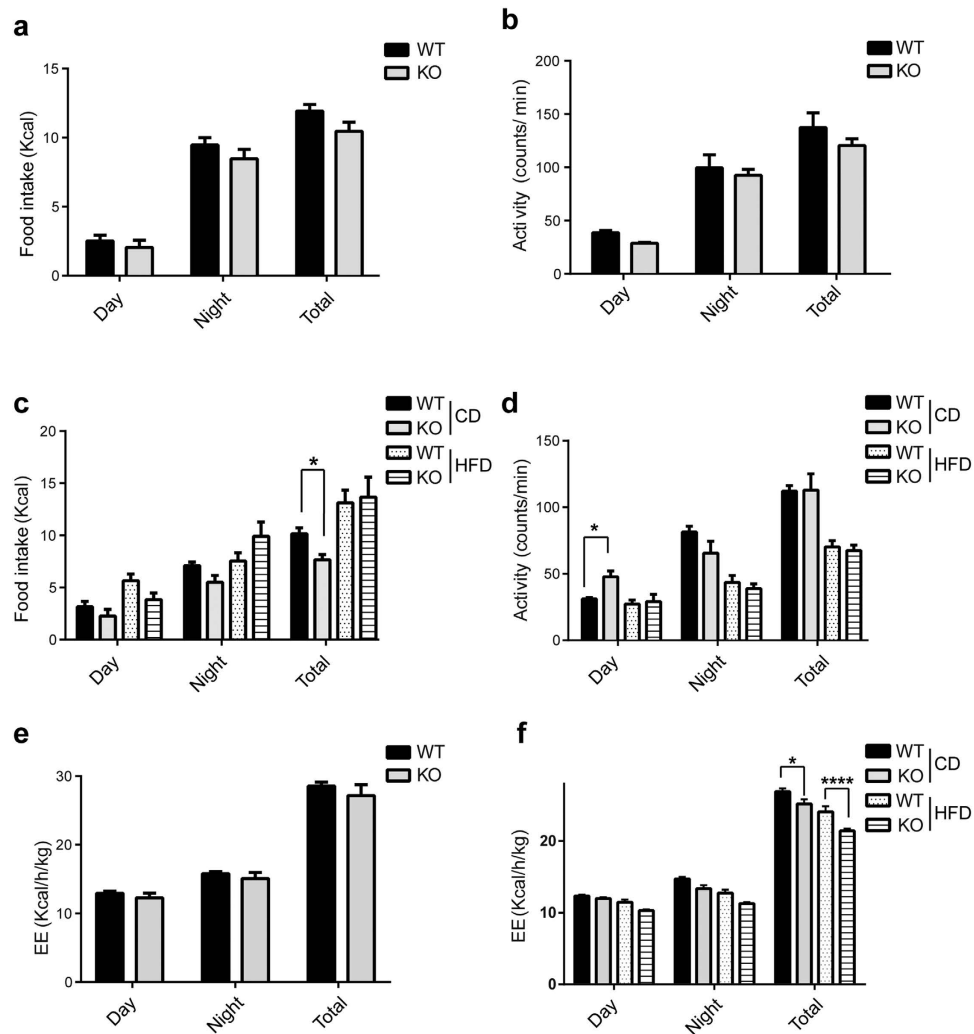 a
WT
KO
Food intake (Kcal)
15
10
5
0
Day
Night
Total
b
WT
KO
Activity (counts/ min)
200
150
100
50
0
Day
Night
Total
c
WT
KO
CD
WT
KO
HFD
Food intake (Kcal)
20
15
10
5
0
*
Day
Night
Total
d
WT
KO
CD
WT
KO
HFD
Activity (counts/min)
150
100
50
0
*
Day
Night
Total
e
WT
KO
EE (Kcal/h/kg)
30
20
10
0
Day
Night
Total
f
WT
KO
CD
WT
KO
HFD
EE (Kcal/h/kg)
20
10
0
*
****
Day
Night
Total